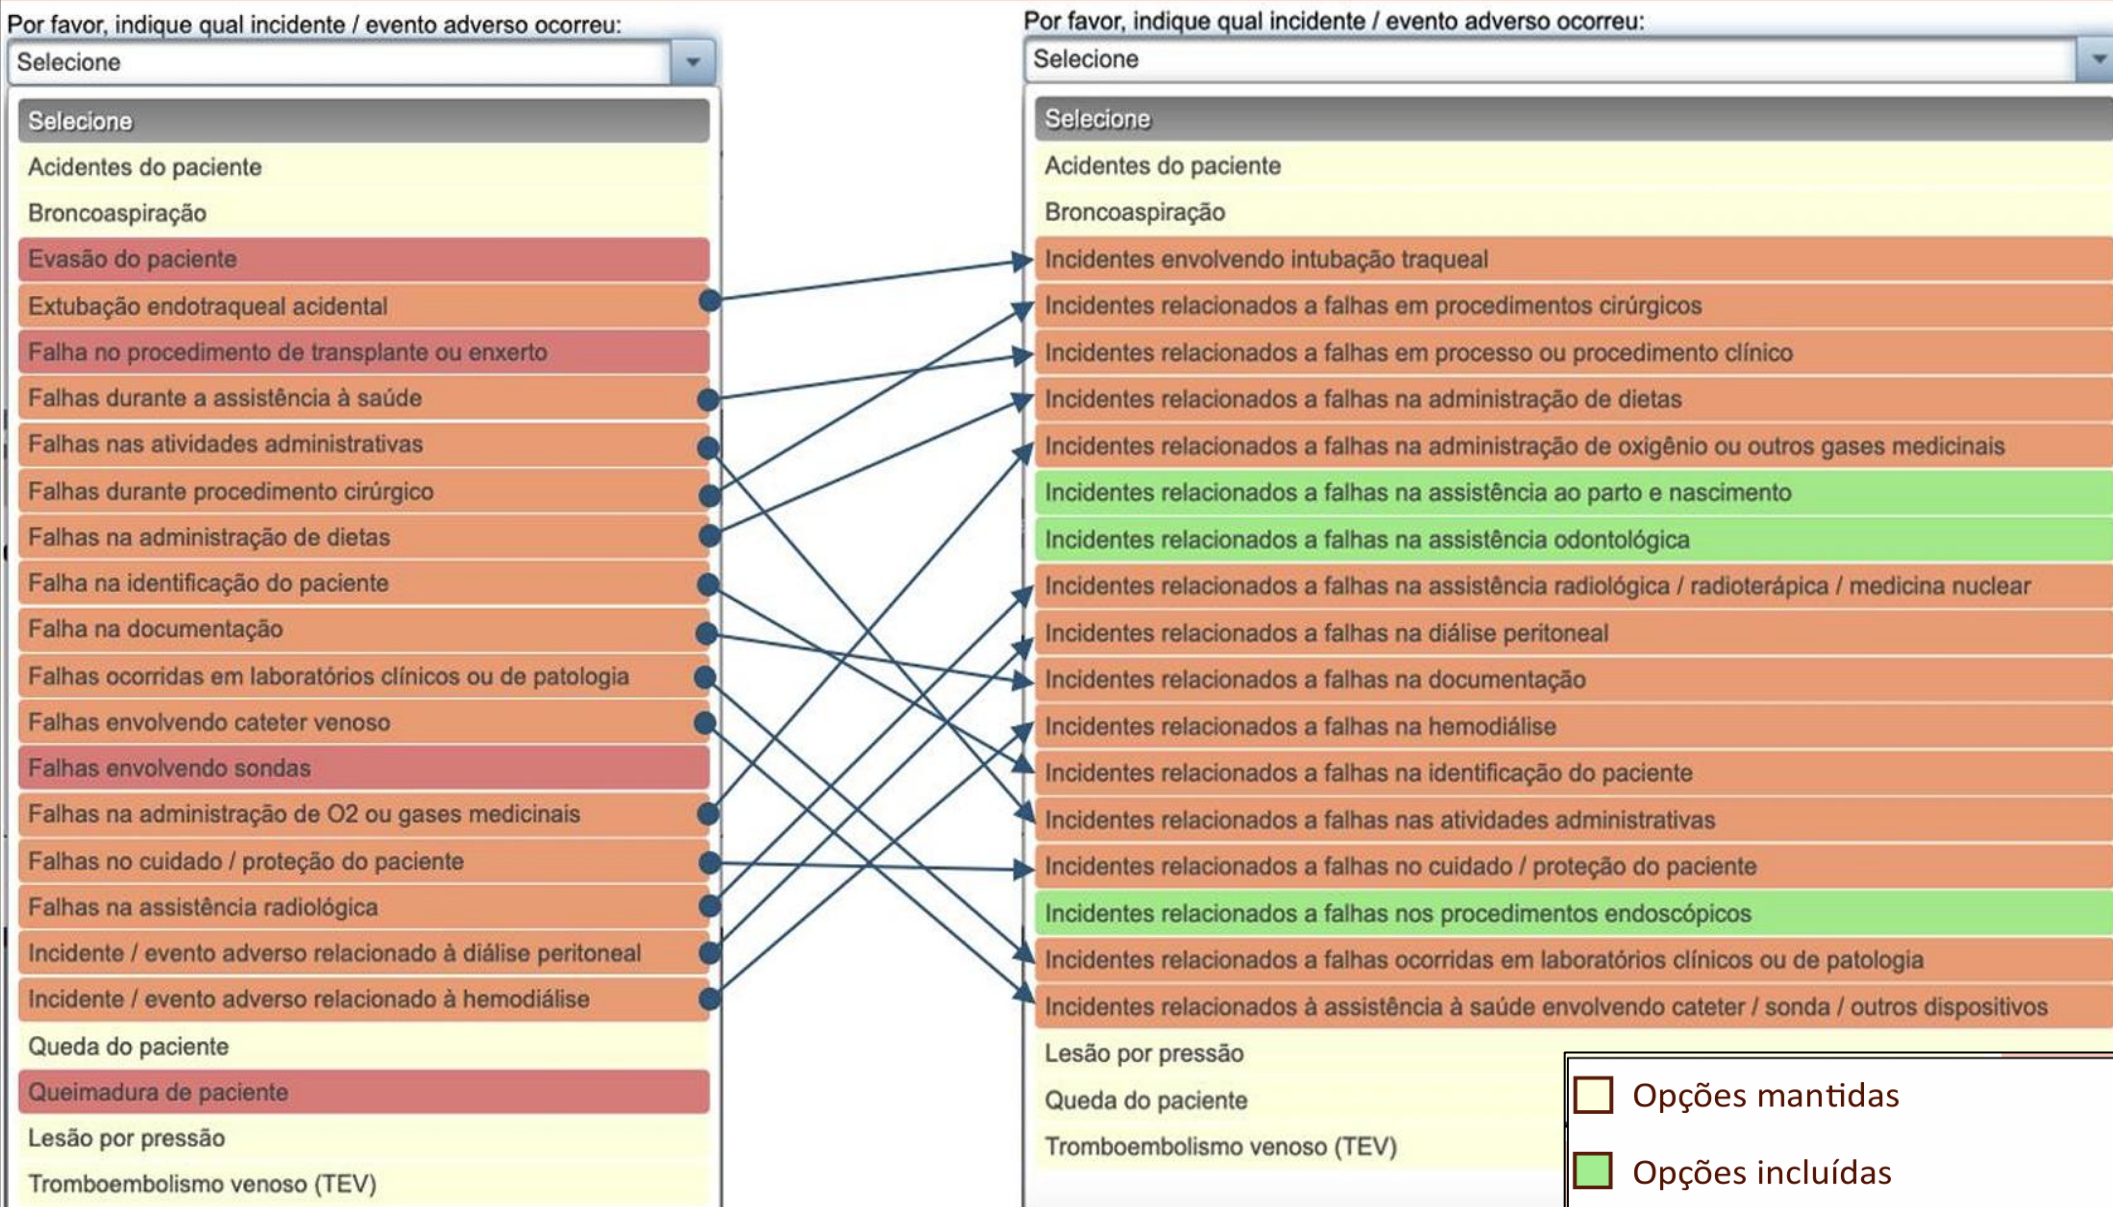 Por favor, indique qual incidente / evento adverso ocorreu:
Selecione
Selecione
Acidentes do paciente
Broncoaspiração
Evasão do paciente
Extubação endotraqueal acidental
Falha no procedimento de transplante ou enxerto
Falhas durante a assistência à saúde
Falhas nas atividades administrativas
Falhas durante procedimento cirúrgico
Falhas na administração de dietas
Falha na identificação do paciente
Falha na documentação
Falhas ocorridas em laboratórios clínicos ou de patologia
Falhas envolvendo cateter venoso
Falhas envolvendo sondas
Falhas na administração de O2 ou gases medicinais
Falhas no cuidado / proteção do paciente
Falhas na assistência radiológica
Incidente / evento adverso relacionado à diálise peritoneal
Incidente / evento adverso relacionado à hemodiálise
Queda do paciente
Queimadura de paciente
Lesão por pressão
Tromboembolismo venoso (TEV)
Por favor, indique qual incidente / evento adverso ocorreu:
Selecione
Selecione
Acidentes do paciente
Broncoaspiração
Incidentes envolvendo intubação traqueal
Incidentes relacionados a falhas em procedimentos cirúrgicos
Incidentes relacionados a falhas em processo ou procedimento clínico
Incidentes relacionados a falhas na administração de dietas
Incidentes relacionados a falhas na administração de oxigênio ou outros gases medicinais
Incidentes relacionados a falhas na assistência ao parto e nascimento
Incidentes relacionados a falhas na assistência odontológica
Incidentes relacionados a falhas na assistência radiológica / radioterápica / medicina nuclear
Incidentes relacionados a falhas na diálise peritoneal
Incidentes relacionados a falhas na documentação
Incidentes relacionados a falhas na hemodiálise
Incidentes relacionados a falhas na identificação do paciente
Incidentes relacionados a falhas nas atividades administrativas
Incidentes relacionados a falhas no cuidado / proteção do paciente
Incidentes relacionados a falhas nos procedimentos endoscópicos
Incidentes relacionados a falhas ocorridas em laboratórios clínicos ou de patologia
Incidentes relacionados à assistência à saúde envolvendo cateter / sonda / outros dispositivos
Lesão por pressão
Queda do paciente
Tromboembolismo venoso (TEV)
Opções mantidas
Opções incluídas